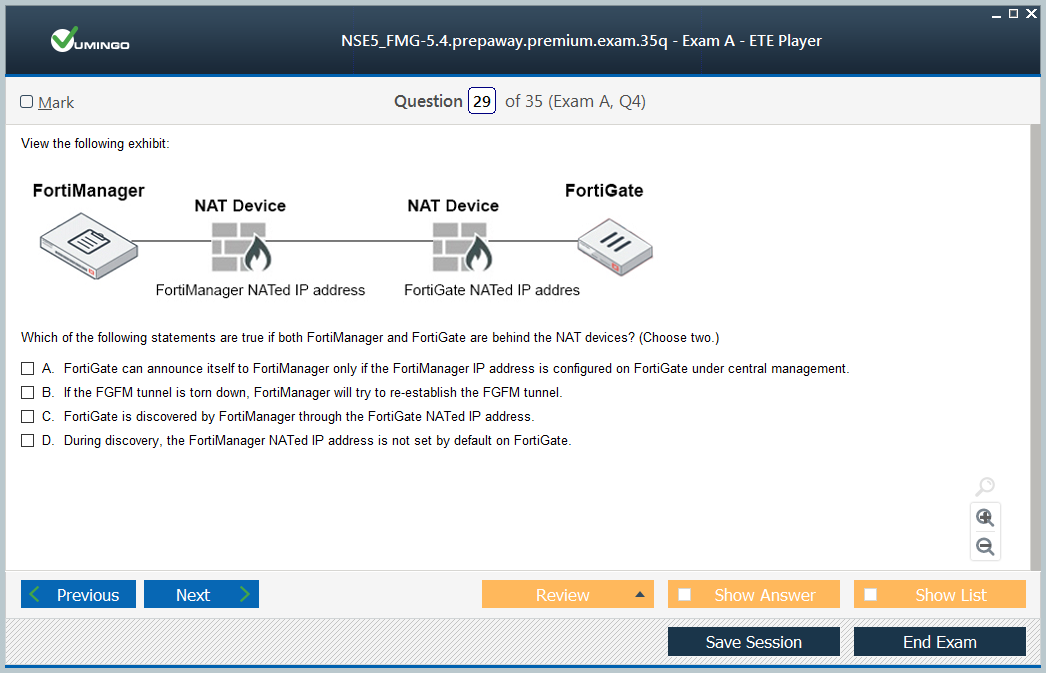 VUMINGO
NSE5_FMG-5.4.prepaway.premium.exam.35q - Exam A - ETE Player
Mark
Question 29 of 35 (Exam A, Q4)
View the following exhibit:
FortiManager
FortiGate
NAT Device
NAT Device
FortiManager NATed IP address
FortiGate NATed IP addres
Which of the following statements are true if both FortiManager and FortiGate are behind the NAT devices? (Choose two.)
A. FortiGate can announce itself to FortiManager only if the FortiManager IP address is configured on FortiGate under central management.
B. If the FGFM tunnel is torn down, FortiManager will try to re-establish the FGFM tunnel.
C. FortiGate is discovered by FortiManager through the FortiGate NATed IP address.
D. During discovery, the FortiManager NATed IP address is not set by default on FortiGate.
Previous
Next
Review
Show Answer
Show List
Save Session
End Exam